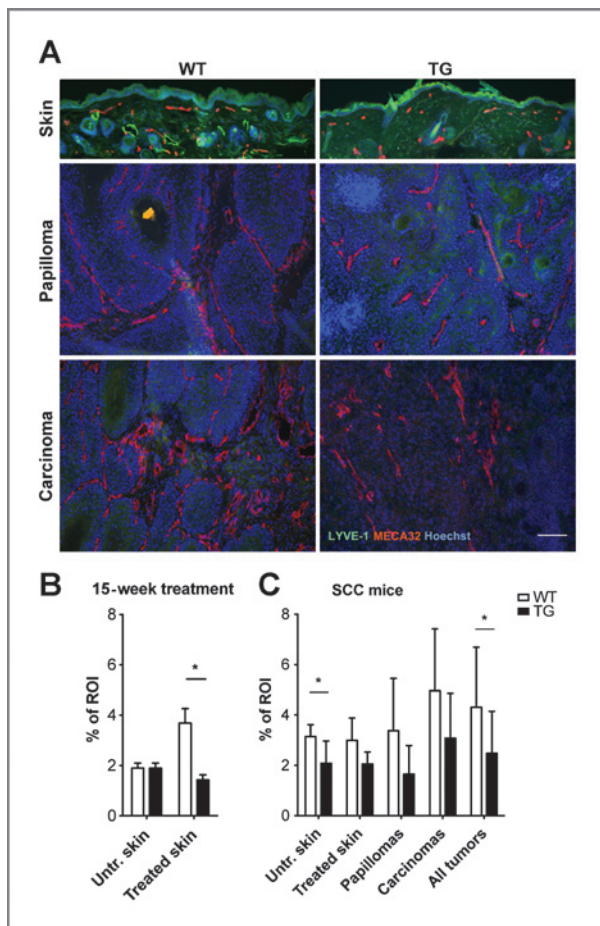 A
WT
TG
Skin
Papilloma
Carcinoma
LYVE-1 MECA32 Hoechst
B
15-week treatment
% of ROI
8
6
4
2
0
*
Untr. skin
Treated skin
C
SCC mice
WT
TG
% of ROI
8
6
4
2
0
*
*
Untr. skin
Treated skin
Papillomas
Carcinomas
All tumors